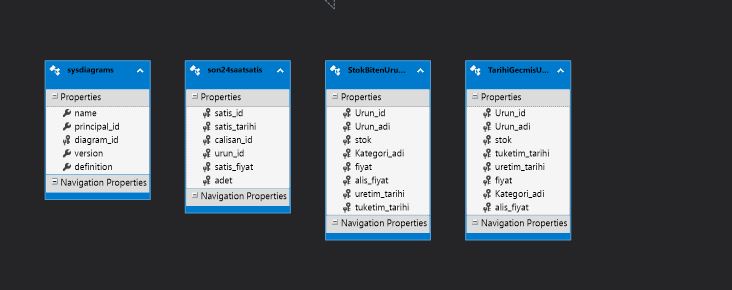 sysdiagrams
Properties
name
principal_id
diagram_id
version
definition
Navigation Properties
son24saatsatis
Properties
satis_id
satis_tarihi
calisan_id
urun_id
satis_fiyat
adet
Navigation Properties
StokBitenUru...
Properties
Urun_id
Urun_adi
stok
Kategori_adi
fiyat
alis_fiyat
uretim_tarihi
tuketim_tarihi
Navigation Properties
TarihiGecmisU...
Properties
Urun_id
Urun_adi
stok
tuketim_tarihi
uretim_tarihi
fiyat
Kategori_adi
alis_fiyat
Navigation Properties